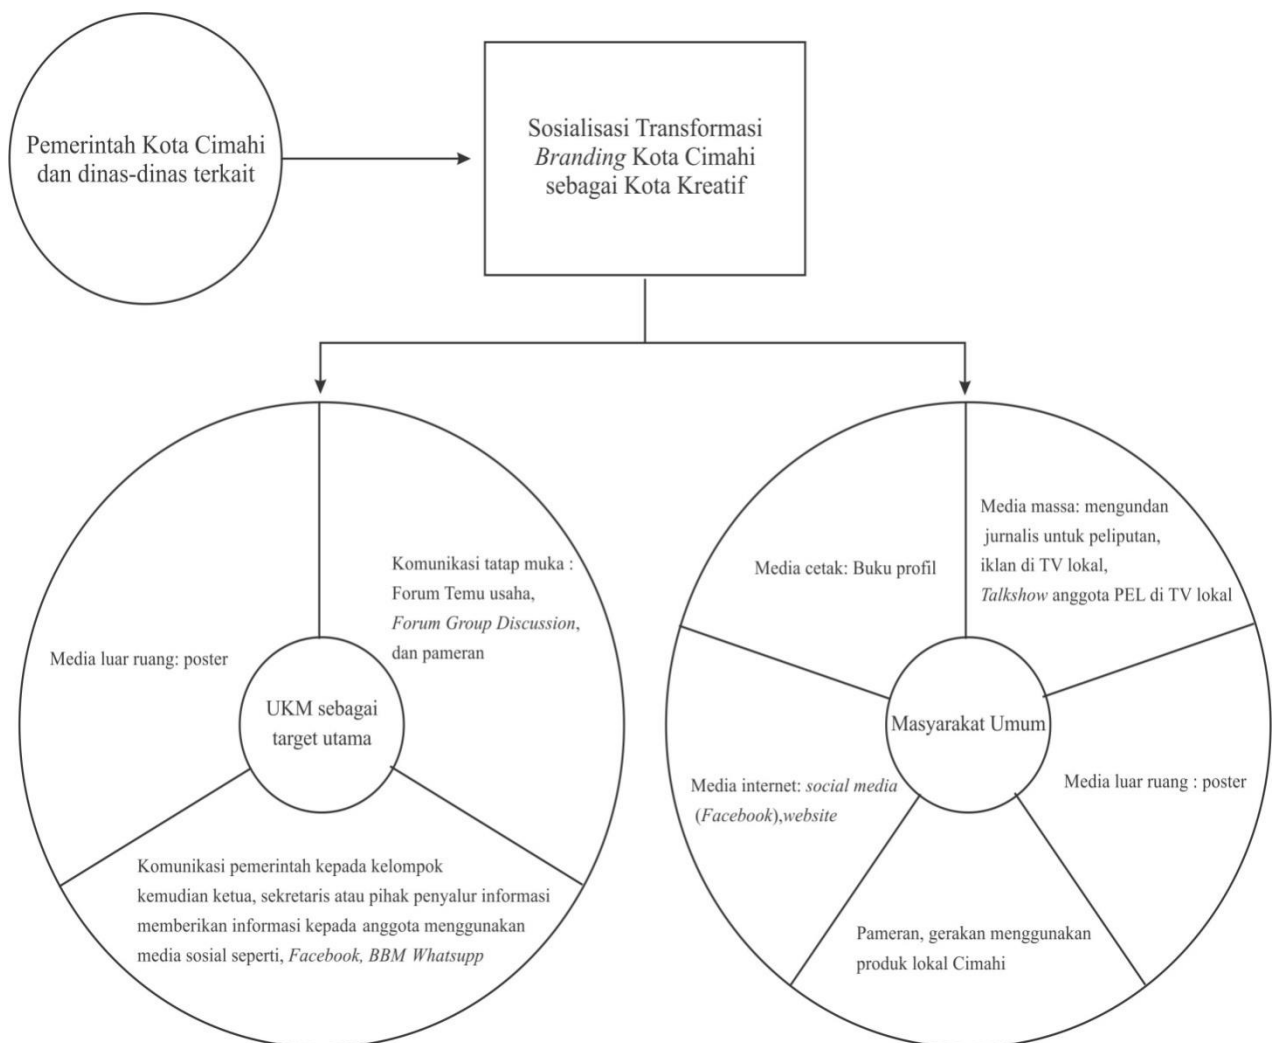 Pemerintah Kota Cimahi
dan dinas-dinas terkait
Sosialisasi Transformasi
Branding Kota Cimahi
sebagai Kota Kreatif
Komunikasi tatap muka :
Forum Temu usaha,
Forum Group Discussion,
dan pameran
Media luar ruang: poster
UKM sebagai
target utama
Komunikasi pemerintah kepada kelompok
kemudian ketua, sekretaris atau pihak penyalur informasi
memberikan informasi kepada anggota menggunakan
media sosial seperti, Facebook, BBM Whatsupp
Media massa: mengundan
jurnalis untuk peliputan,
iklan di TV lokal,
Talkshow anggota PEL di TV lokal
Media cetak: Buku profil
Masyarakat Umum
Media internet: social media
(Facebook),website
Media luar ruang : poster
Pameran, gerakan menggunakan
produk lokal Cimahi